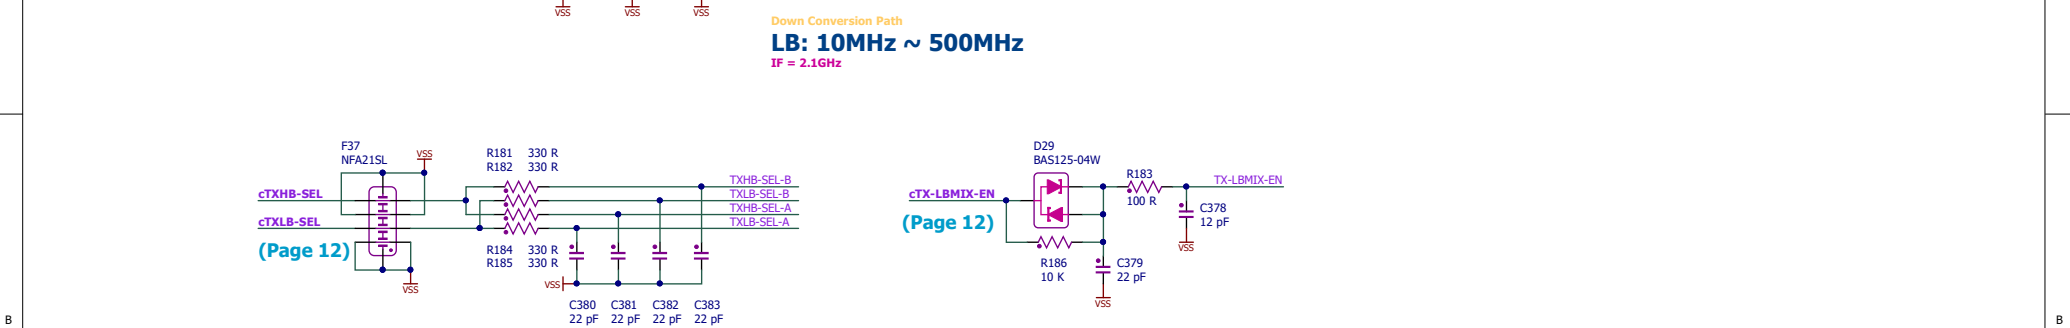 VSS VSS VSS
Down Conversion Path
LB: 10MHz ~ 500MHz
IF = 2.1GHz
F37
NFA21SL
VSS
cTXHB-SEL
cTXLB-SEL
(Page 12)
VSS
R181 330 R
R182 330 R
R184 330 R
R185 330 R
TXHB-SEL-B
TXLB-SEL-B
TXHB-SEL-A
TXLB-SEL-A
VSS
C380 C381 C382 C383
22 pF 22 pF 22 pF 22 pF
D29
BAS125-04W
cTX-LBMIX-EN
(Page 12)
R183
100 R
TX-LBMIX-EN
C378
12 pF
VSS
R186
10 K
C379
22 pF
VSS
B B